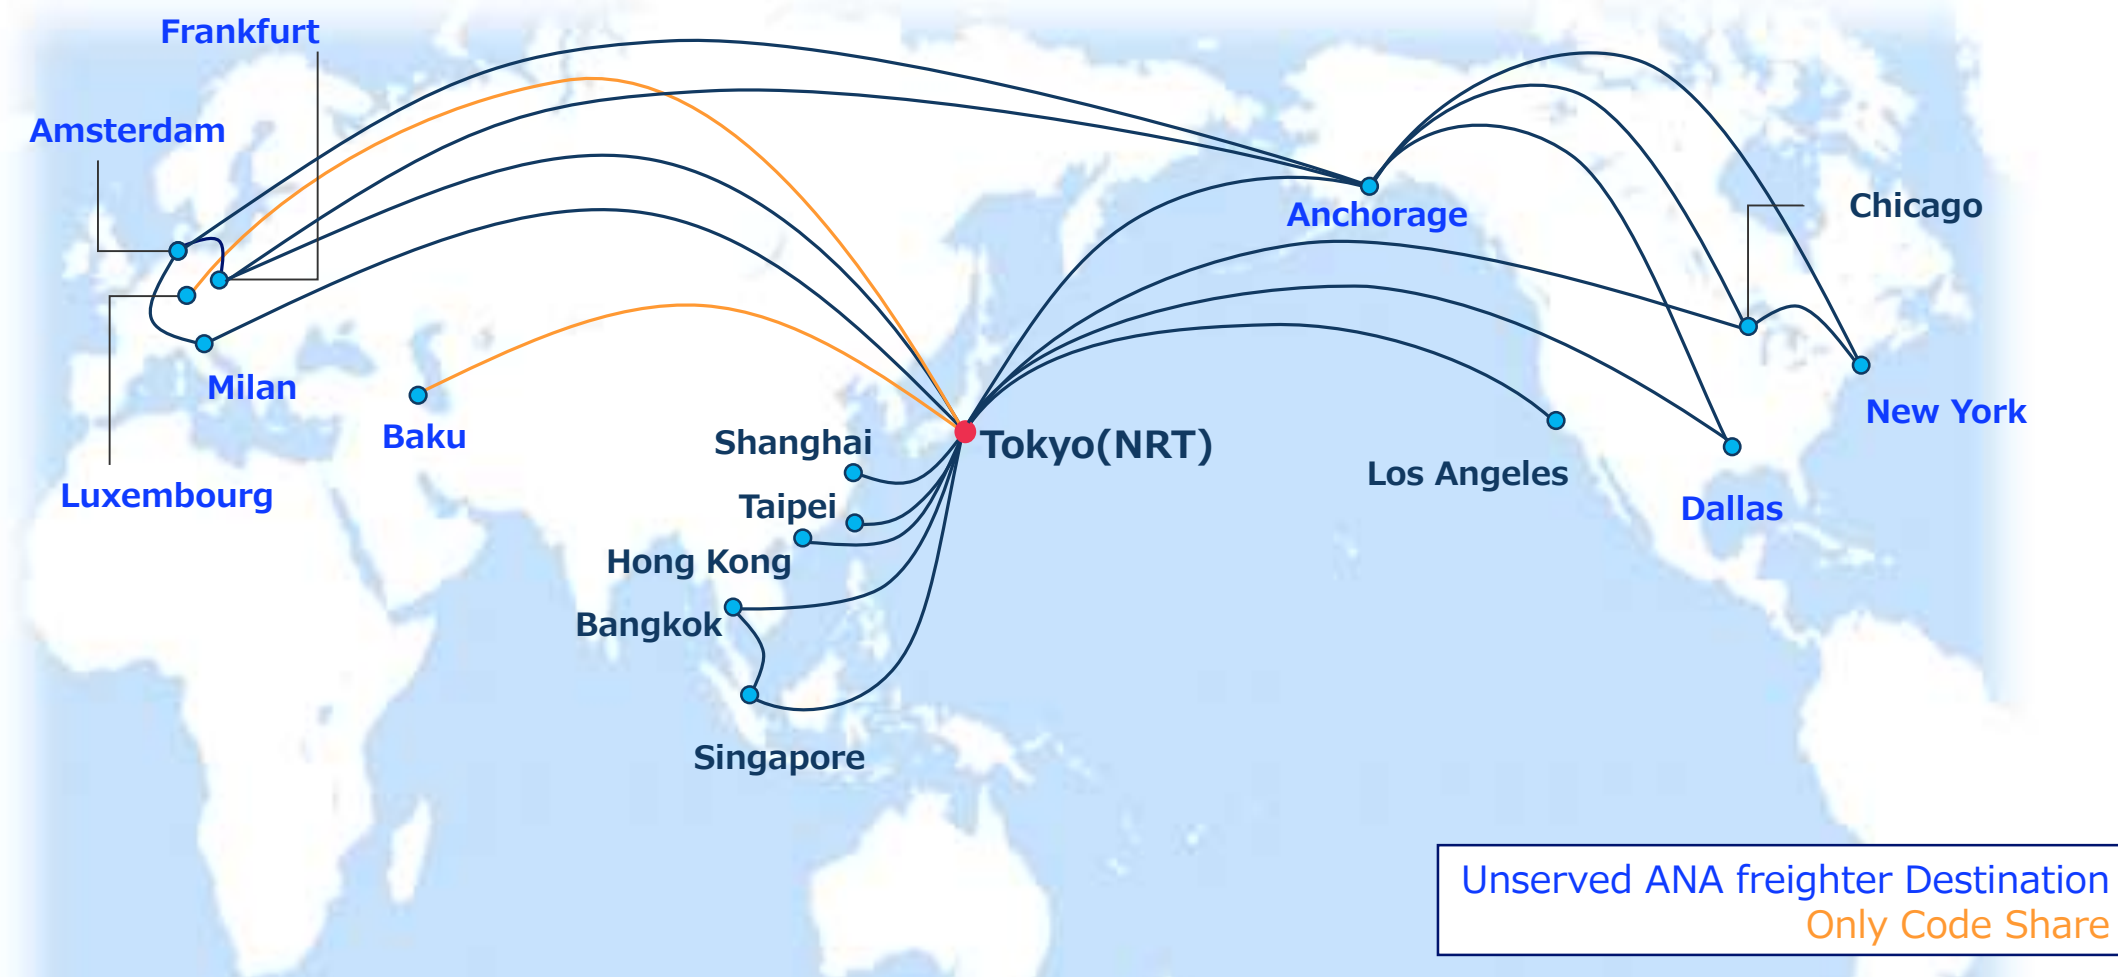 Frankfurt
Amsterdam
Chicago
Anchorage
Milan
New York
Baku
Shanghai
Tokyo(NRT)
Los Angeles
Luxembourg
Taipei
Dallas
Hong Kong
Bangkok
Singapore
Unserved ANA freighter Destination
Only Code Share